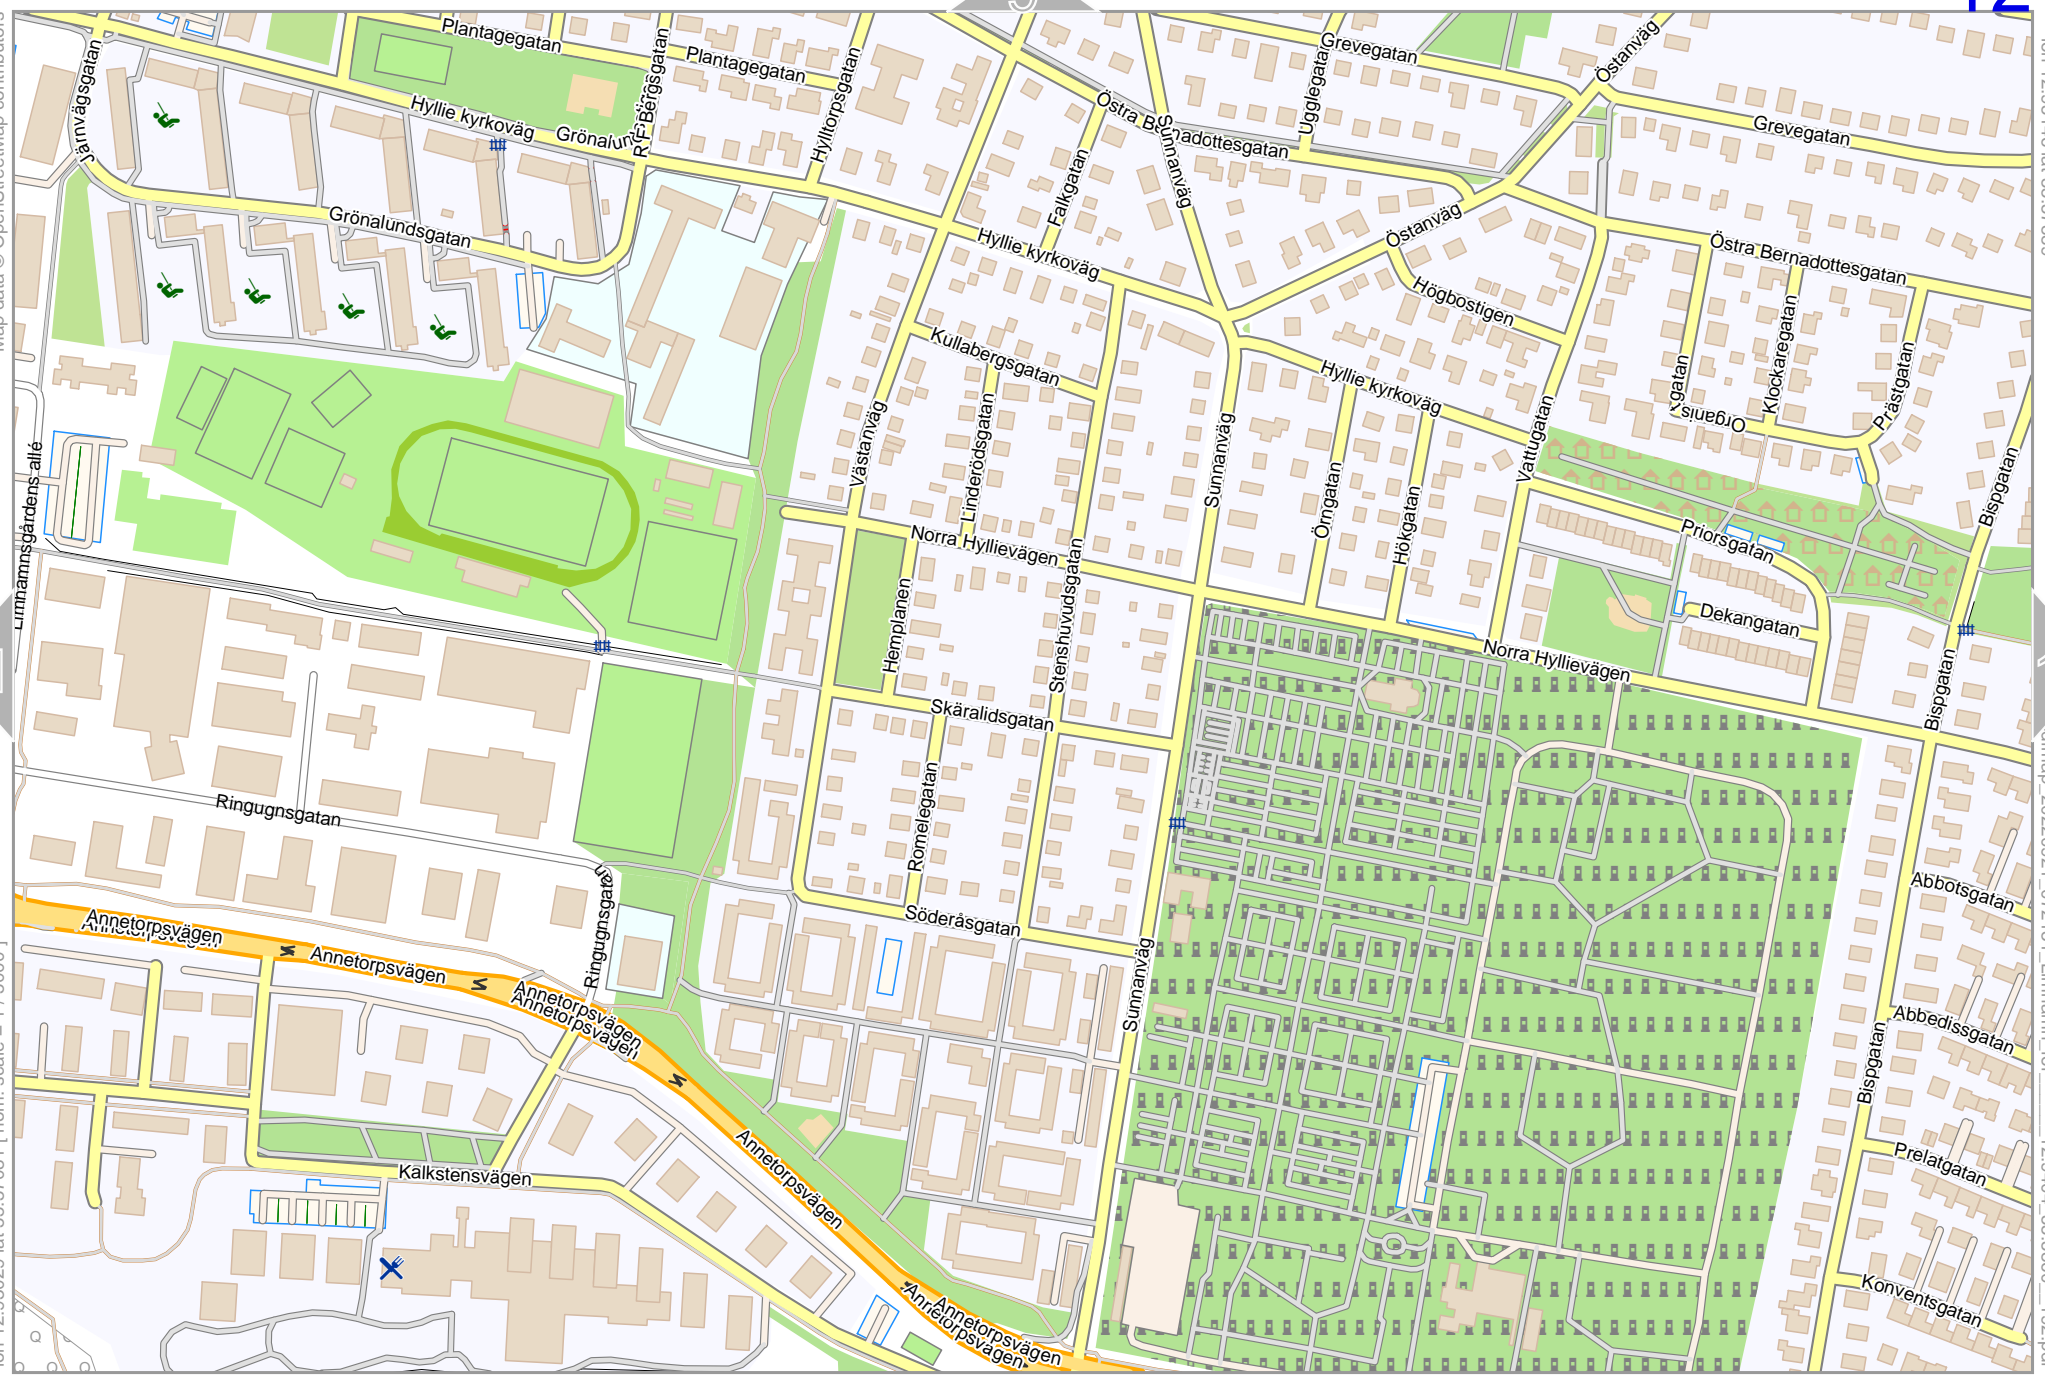 12
Plantagegatan
Plantagegatan
Grevegatan
Östanväg
Järnvägsgatan
Hyllie kyrkoväg
R F Bergsgatan
Hylltorpsgatan
Östra Bernadottesgatan
Sunnanväg
Ugglegatan
Grevegatan
Falkgatan
Grönalundsgatan
Hyllie kyrkoväg
Östanväg
Östra Bernadottesgatan
Högbostigen
Klockaregatan
Prästgatan
Kullabergsgatan
Hyllie kyrkoväg
Västanväg
Linderödsgatan
Sunnanväg
Örngatan
Hökgatan
Vattugatan
Bispgatan
Limhamnsgårdens allé
Norra Hyllievägen
Priorsgatan
Hemplanen
Stenshuvudsgatan
Dekangatan
Norra Hyllievägen
Bispgatan
Skäralidsgatan
Ringugnsgatan
Romelegatan
Ringugnsgatan
Söderåsgatan
Abbotsgatan
Annetorpsvägen
Annetorpsvägen
Annetorpsvägen
Annetorpsvägen
Annetorpsvägen
Sunnanväg
Abbedissgatan
Bispgatan
Kalkstensvägen
Annetorpsvägen
Prelatgatan
Konventsgatan
Annetorpsvägen
Annetorpsvägen